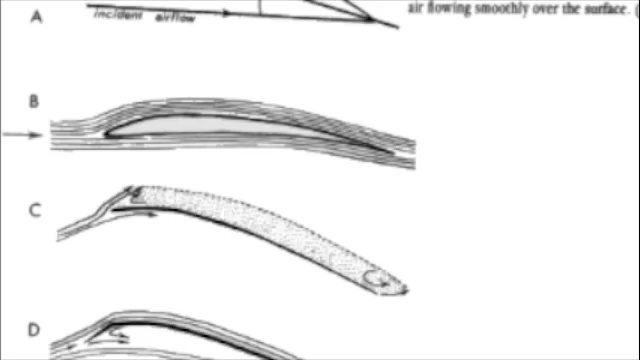 air flowing smoothly over the surface. (
A
incident airflow
B
C
D